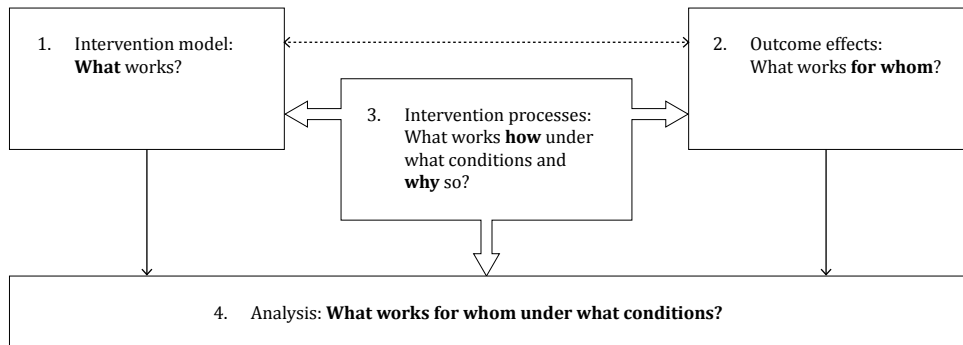 1. Intervention model:
What works?
2. Outcome effects:
What works for whom?
3. Intervention processes:
What works how under
what conditions and
why so?
4. Analysis: What works for whom under what conditions?